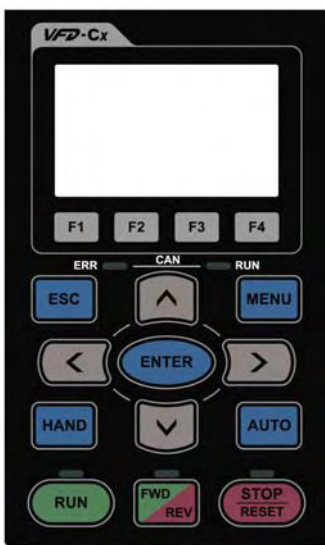 VFD-Cx
F1 F2 F3 F4
ERR CAN RUN
ESC MENU
ENTER
HAND AUTO
RUN FWD REV STOP RESET